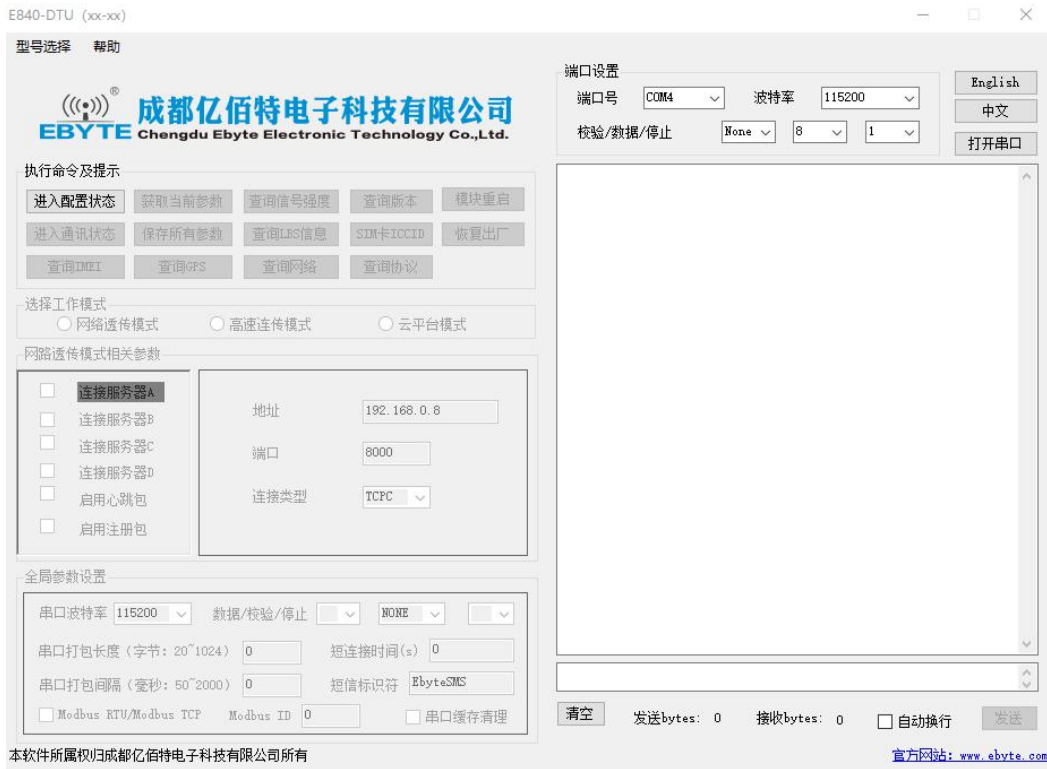 E840-DTU (xx-xx)
型号选择 帮助
((•))® 成都亿佰特电子科技有限公司
EBYTE Chengdu Ebyte Electronic Technology Co.,Ltd.
端口设置
端口号 COM4 波特率 115200
校验/数据/停止 None 8 1
English
中文
打开串口
执行命令及提示
进入配置状态 获取当前参数 查询信号强度 查询版本 模块重启
进入通讯状态 保存所有参数 查询LBS信息 SIM卡ICCID 恢复出厂
查询IMEI 查询GPS 查询网络 查询协议
选择工作模式
网络透传模式 高速连传模式 云平台模式
网路透传模式相关参数
连接服务器A
连接服务器B
连接服务器C
连接服务器D
启用心跳包
启用注册包
地址 192.168.0.8
端口 8000
连接类型 TCPC
全局参数设置
串口波特率 115200 数据/校验/停止 NONE
串口打包长度（字节：20~1024） 0 短连接时间(s) 0
串口打包间隔（毫秒：50~2000） 0 短信标识符 EbyteSMS
Modbus RTU/Modbus TCP Modbus ID 0 串口缓存清理
清空 发送bytes: 0 接收bytes: 0 自动换行 发送
本软件所属权归成都亿佰特电子科技有限公司所有
官方网站：www.ebyte.com